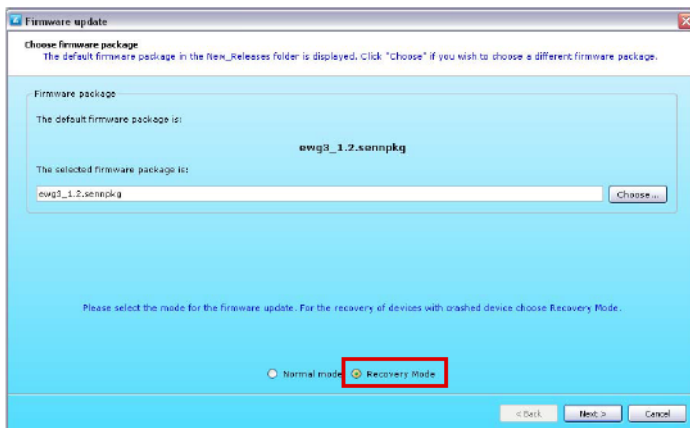 Firmware update
Choose firmware package
The default firmware package in the New_Releases folder is displayed. Click "Choose" if you wish to choose a different firmware package.
Firmware package
The default firmware package is:
ewg3_1.2.sennpkg
The selected firmware package is:
ewg3_1.2.sennpkg
Choose...
Please select the mode for the firmware update. For the recovery of devices with crashed device choose Recovery Mode.
Normal mode Recovery Mode
< Back Next > Cancel